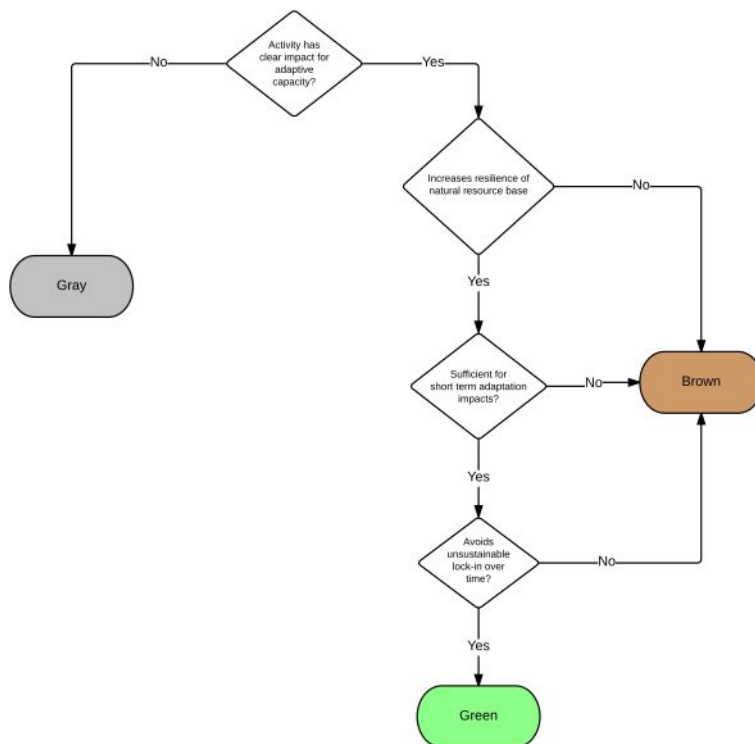 Activity has
clear impact for
adaptive
capacity?
No
Yes
Increases resilience of
natural resource base
No
Gray
Yes
Sufficient for
short term adaptation
impacts?
No
Brown
Yes
Avoids
unsustainable
lock-in over
time?
No
Yes
Green